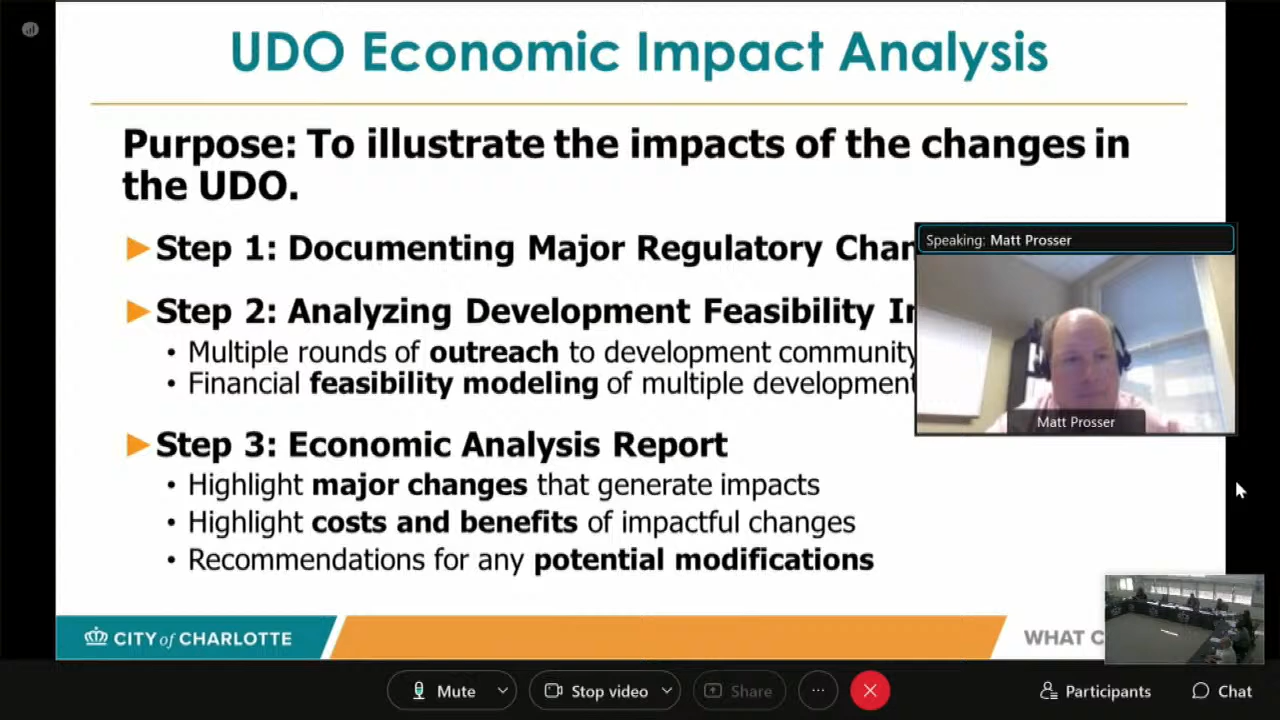 UDO Economic Impact Analysis
Purpose: To illustrate the impacts of the changes in
the UDO.
Step 1: Documenting Major Regulatory
Speaking: Matt Prosser
Step 2: Analyzing Development Feasibility
• Multiple rounds of outreach to development community
• Financial feasibility modeling of multiple development
Matt Prosser
Step 3: Economic Analysis Report
• Highlight major changes that generate impacts
• Highlight costs and benefits of impactful changes
• Recommendations for any potential modifications
CITY of CHARLOTTE
WHAT
Mute
Stop video
Share
Participants
Chat